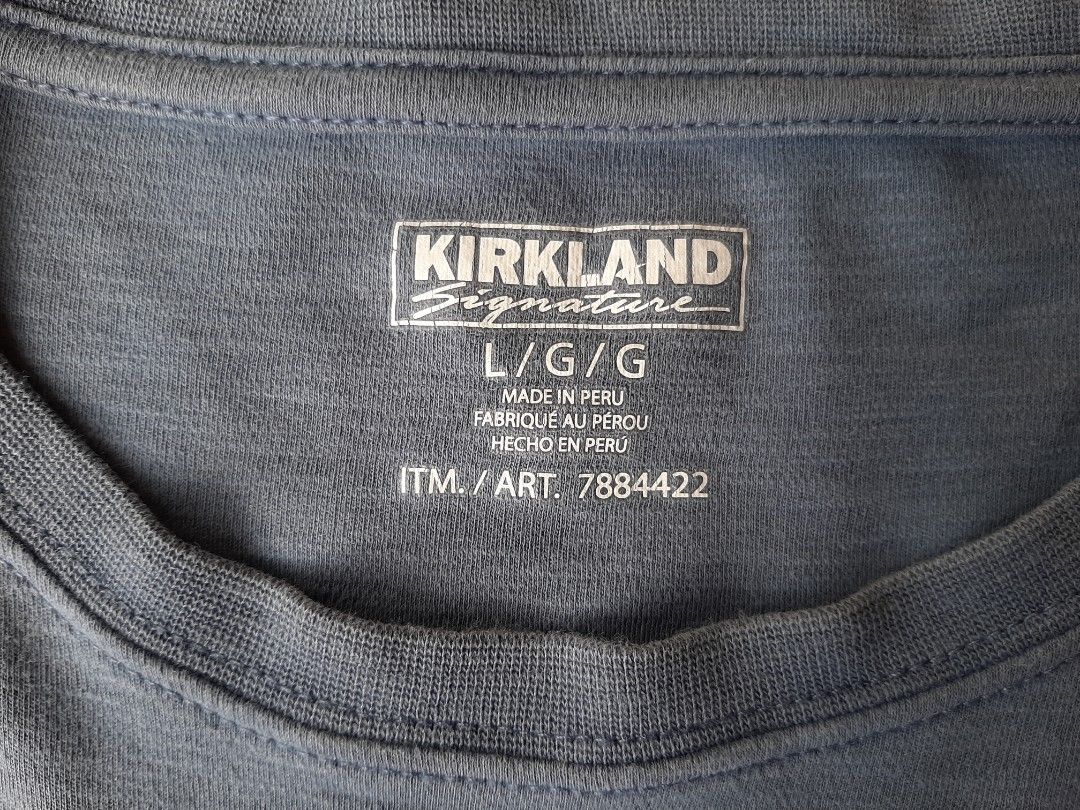 KIRKLAND
Signature
L/G/G
MADE IN PERU
FABRIQUÉ AU PÉROU
HECHO EN PERÚ
ITM. / ART. 7884422